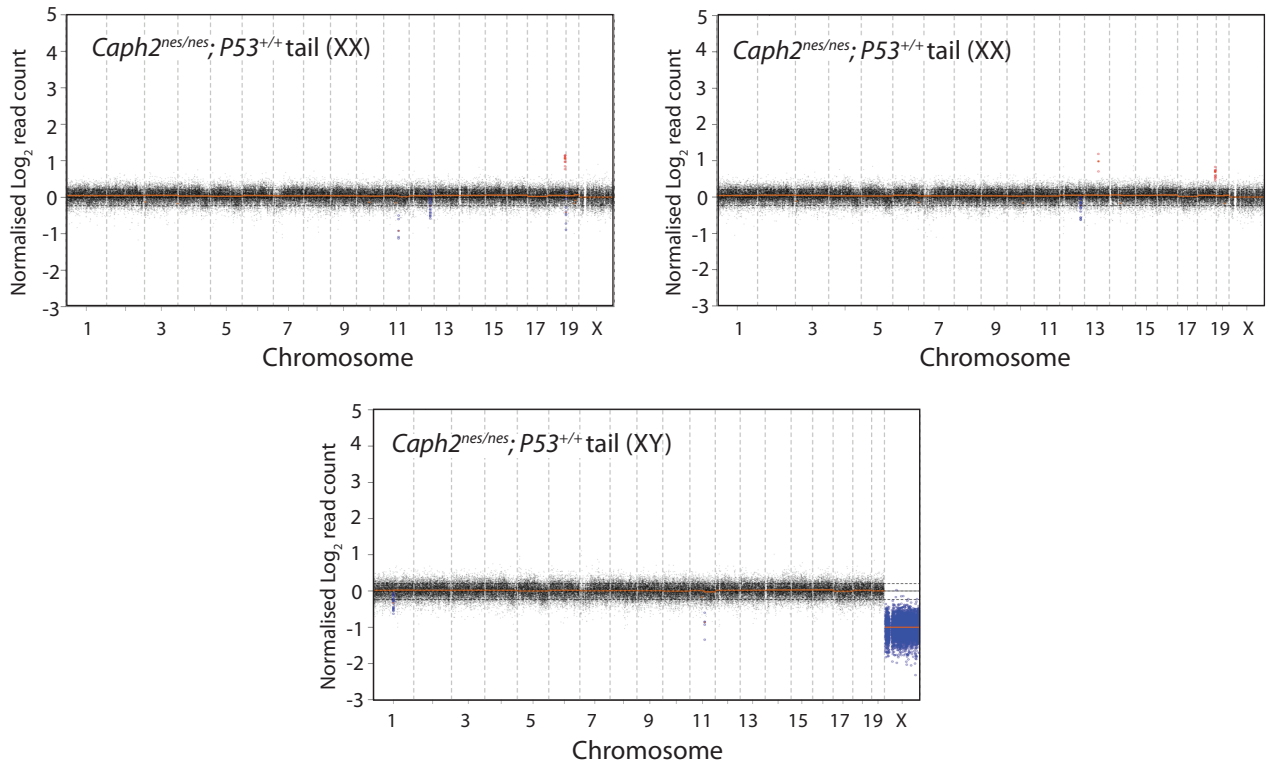 Caph2nes/nes; P53+/+ tail (XX)
Normalised Log2 read count
5
4
3
2
1
0
-1
-2
-3
1 3 5 7 9 11 13 15 17 19 X
Chromosome
Caph2nes/nes; P53+/+ tail (XX)
Normalised Log2 read count
5
4
3
2
1
0
-1
-2
-3
1 3 5 7 9 11 13 15 17 19 X
Chromosome
Caph2nes/nes; P53+/+ tail (XY)
Normalised Log2 read count
5
4
3
2
1
0
-1
-2
-3
1 3 5 7 9 11 13 15 17 19 X
Chromosome